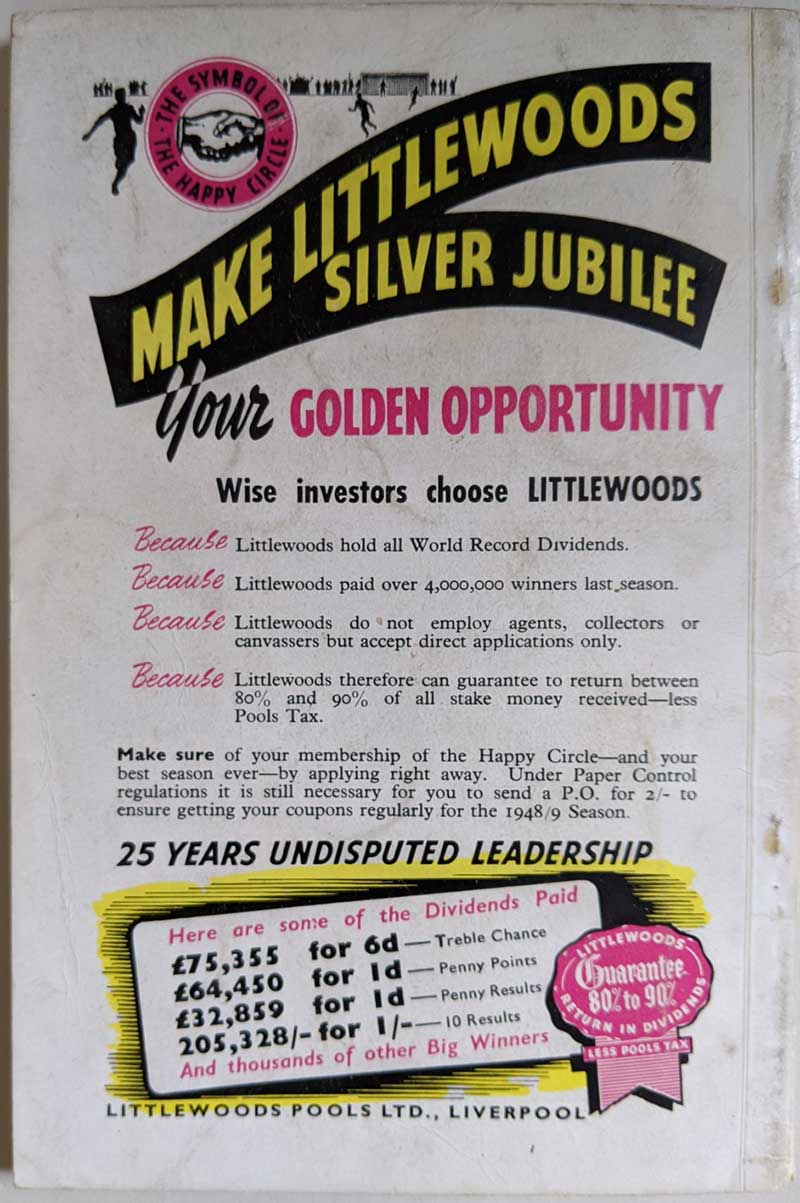 THE SYMBOL OF
THE HAPPY CIRCLE
MAKE LITTLEWOODS
SILVER JUBILEE
Your GOLDEN OPPORTUNITY
Wise investors choose LITTLEWOODS
Because Littlewoods hold all World Record Dividends.
Because Littlewoods paid over 4,000,000 winners last season.
Because Littlewoods do not employ agents, collectors or
canvassers but accept direct applications only.
Because Littlewoods therefore can guarantee to return between
80% and 90% of all stake money received—less
Pools Tax.
Make sure of your membership of the Happy Circle—and your
best season ever—by applying right away. Under Paper Control
regulations it is still necessary for you to send a P.O. for 2/- to
ensure getting your coupons regularly for the 1948/9 Season.
25 YEARS UNDISPUTED LEADERSHIP
Here are some of the Dividends Paid
£75,355 for 6d — Treble Chance
£64,450 for 1d — Penny Points
£32,859 for 1d — Penny Results
205,328/- for 1/- — 10 Results
And thousands of other Big Winners
LITTLEWOODS
Guarantee
80% to 90%
RETURN IN DIVIDENDS
LESS POOLS TAX
LITTLEWOODS POOLS LTD., LIVERPOOL